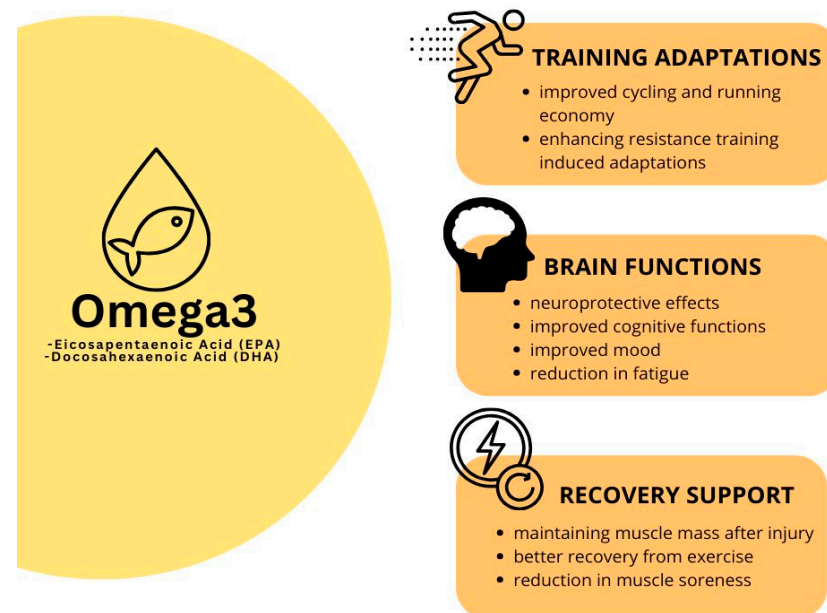 Omega3
-Eicosapentaenoic Acid (EPA)
-Docosahexaenoic Acid (DHA)
TRAINING ADAPTATIONS
• improved cycling and running
economy
• enhancing resistance training
induced adaptations
BRAIN FUNCTIONS
• neuroprotective effects
• improved cognitive functions
• improved mood
• reduction in fatigue
RECOVERY SUPPORT
• maintaining muscle mass after injury
• better recovery from exercise
• reduction in muscle soreness